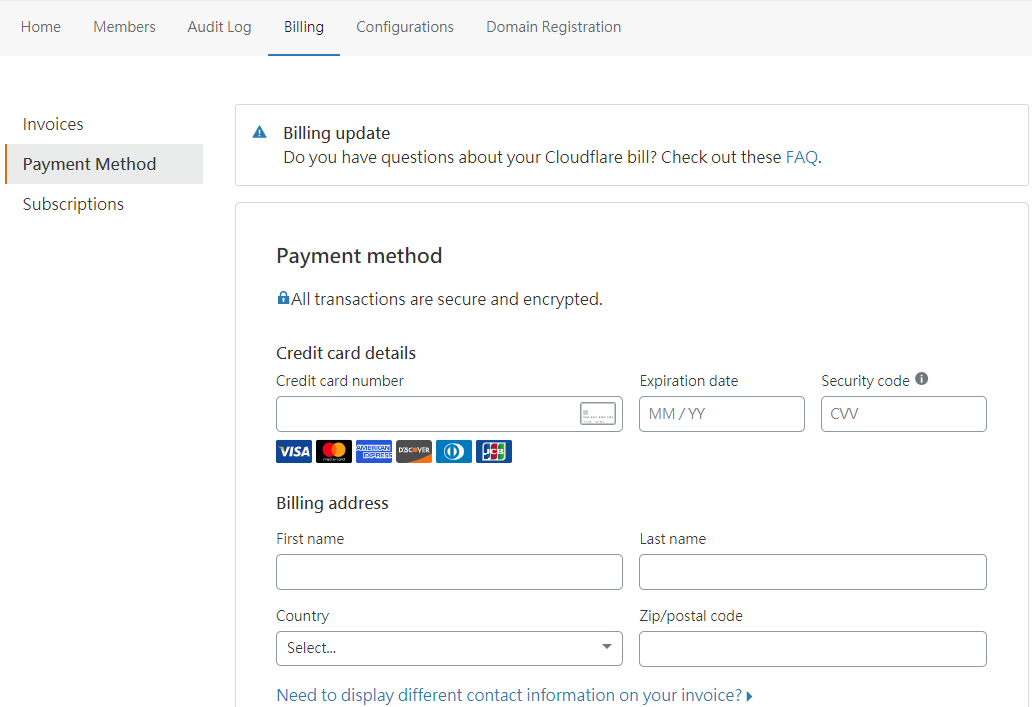 Home Members Audit Log Billing Configurations Domain Registration
Invoices
Payment Method
Subscriptions
Billing update
Do you have questions about your Cloudflare bill? Check out these FAQ.
Payment method
All transactions are secure and encrypted.
Credit card details
Credit card number Expiration date Security code
MM / YY CVV
VISA mastercard AMERICAN EXPRESS DISCOVER JCB
Billing address
First name Last name
Country Zip/postal code
Select...
Need to display different contact information on your invoice?